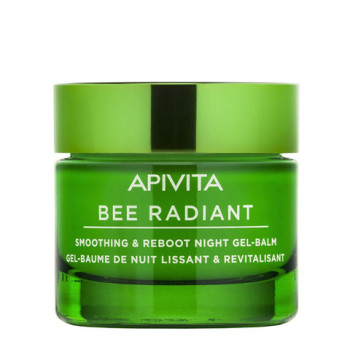 APIVITA
BEE RADIANT
SMOOTHING & REBOOT NIGHT GEL-BALM
GEL-BAUME DE NUIT LISSANT & REVITALISANT